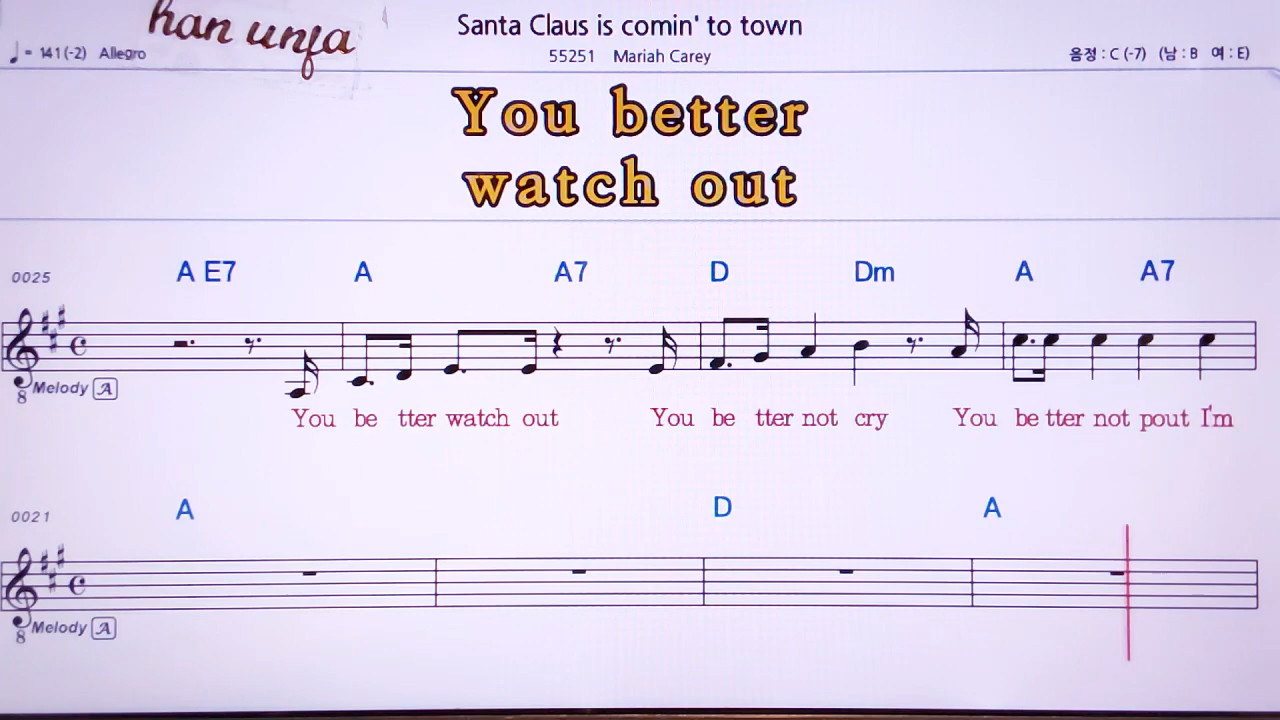 han unja
Santa Claus is comin' to town
♩= 141(-2) Allegro
55251 Mariah Carey
음정 : C (-7) (남 : B 여 : E)
You better
watch out
0025 A E7 A A7 D Dm A A7
8 Melody A
You be tter watch out You be tter not cry You be tter not pout I'm
0021 A D A
8 Melody A